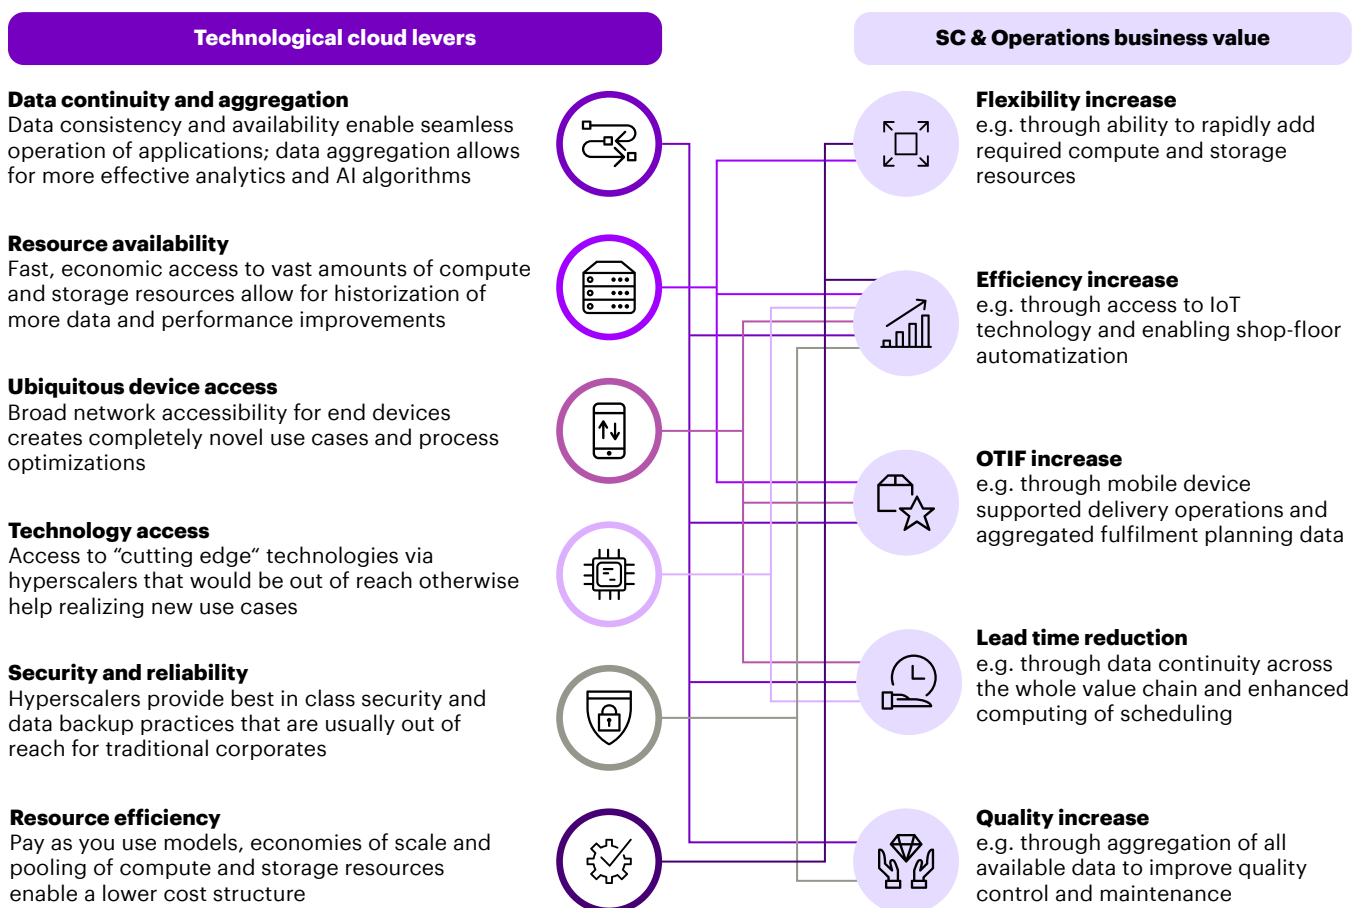 Technological cloud levers
Data continuity and aggregation
Data consistency and availability enable seamless
operation of applications; data aggregation allows
for more effective analytics and AI algorithms
Resource availability
Fast, economic access to vast amounts of compute
and storage resources allow for historization of
more data and performance improvements
Ubiquitous device access
Broad network accessibility for end devices
creates completely novel use cases and process
optimizations
Technology access
Access to “cutting edge“ technologies via
hyperscalers that would be out of reach otherwise
help realizing new use cases
Security and reliability
Hyperscalers provide best in class security and
data backup practices that are usually out of
reach for traditional corporates
Resource efficiency
Pay as you use models, economies of scale and
pooling of compute and storage resources
enable a lower cost structure
SC & Operations business value
Flexibility increase
e.g. through ability to rapidly add
required compute and storage
resources
Efficiency increase
e.g. through access to IoT
technology and enabling shop-floor
automatization
OTIF increase
e.g. through mobile device
supported delivery operations and
aggregated fulfilment planning data
Lead time reduction
e.g. through data continuity across
the whole value chain and enhanced
computing of scheduling
Quality increase
e.g. through aggregation of all
available data to improve quality
control and maintenance